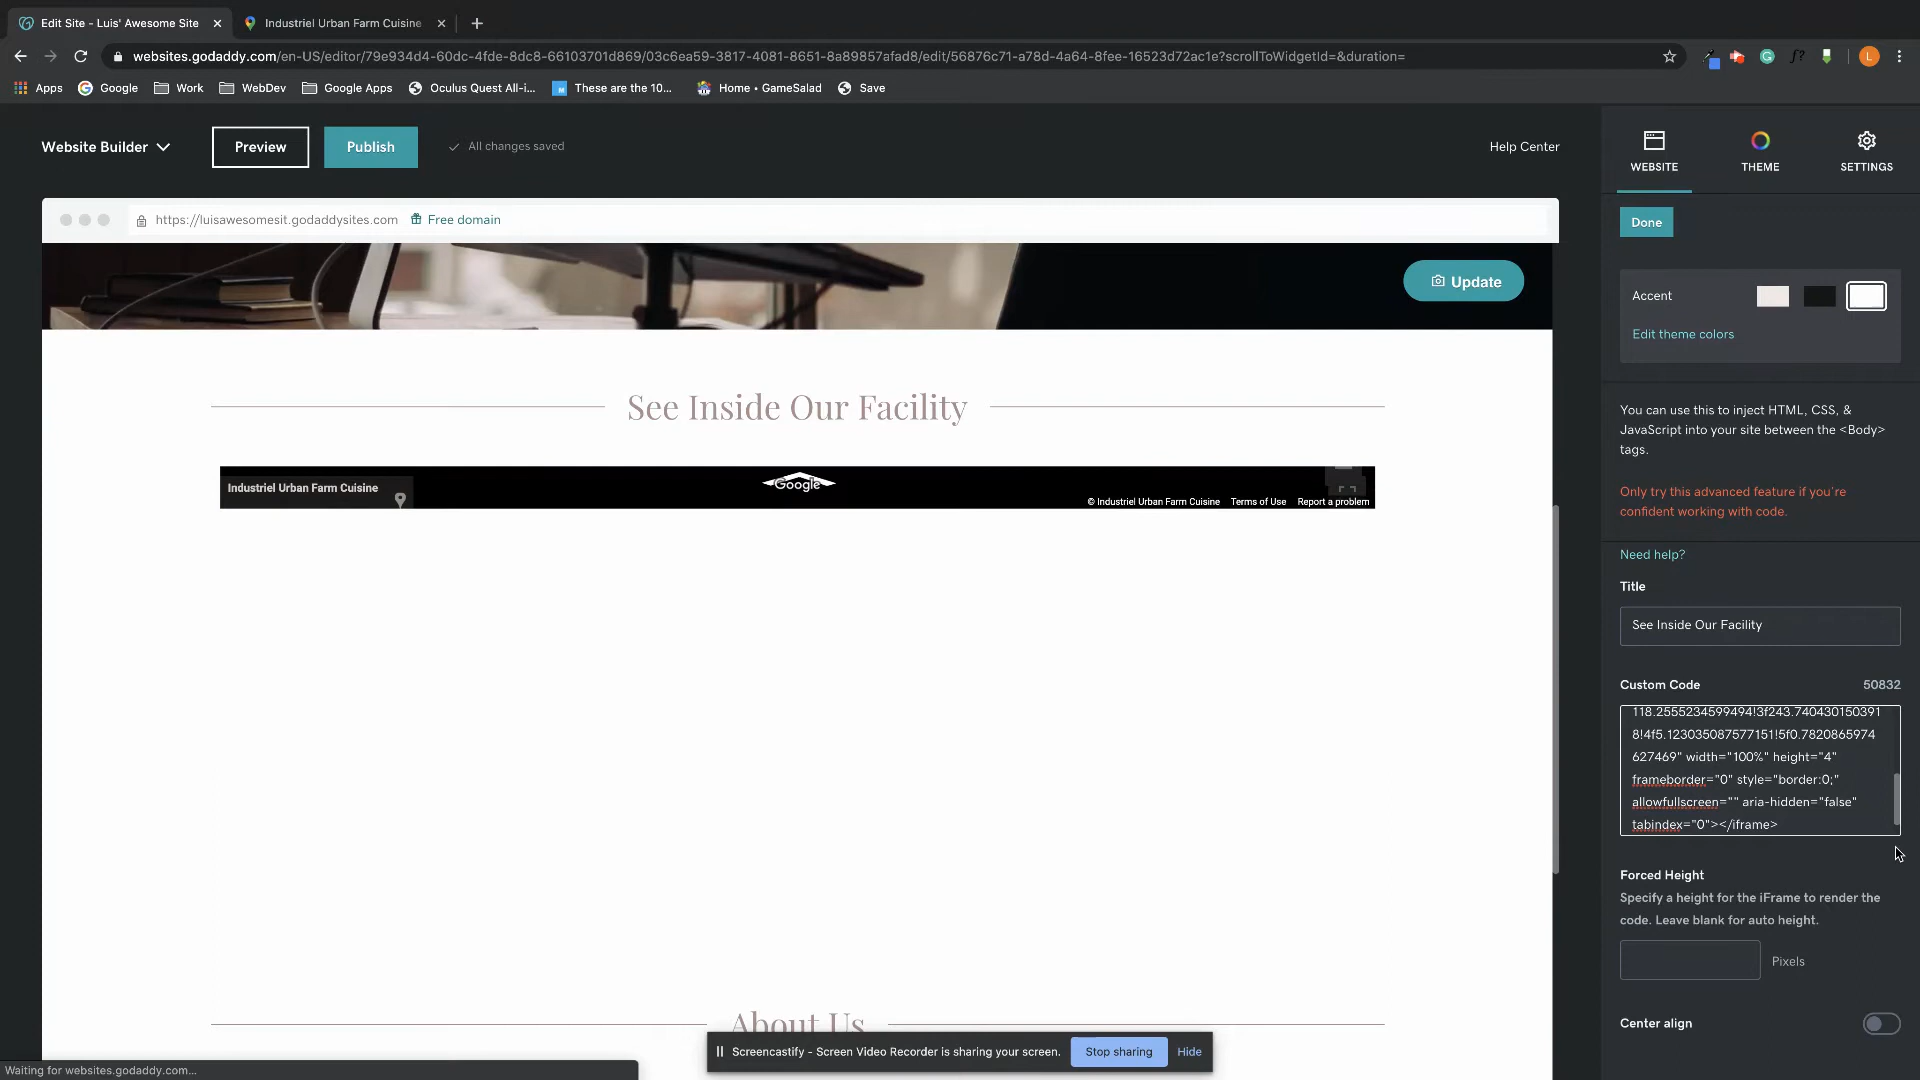 Edit Site - Luis' Awesome Site
Industriel Urban Farm Cuisine
websites.godaddy.com/en-US/editor/79e934d4-60dc-4fde-8dc8-66103701d869/03c6ea59-3817-4081-8651-8a89857afad8/edit/56876c71-a78d-4a64-8fee-16523d72ac1e?scrollToWidgetId=&duration=
L
Apps
Google
Work
WebDev
Google Apps
Oculus Quest All-i...
These are the 10...
Home • GameSalad
Save
Website Builder
Preview
Publish
All changes saved
Help Center
WEBSITE
THEME
SETTINGS
https://luisawesomesit.godaddysites.com
Free domain
Update
See Inside Our Facility
Industriel Urban Farm Cuisine
Google
© Industriel Urban Farm Cuisine
Terms of Use
Report a problem
About Us
Done
Accent
Edit theme colors
You can use this to inject HTML, CSS, &
JavaScript into your site between the <Body>
tags.
Only try this advanced feature if you're
confident working with code.
Need help?
Title
See Inside Our Facility
Custom Code
50832
118.2555234599494!3f243.740430150391
8!4f5.123035087577151!5f0.7820865974
627469" width="100%" height="4"
frameborder="0" style="border:0;"
allowfullscreen="" aria-hidden="false"
tabindex="0"></iframe>
Forced Height
Specify a height for the iFrame to render the
code. Leave blank for auto height.
Pixels
Center align
Screencastify - Screen Video Recorder is sharing your screen.
Stop sharing
Hide
Waiting for websites.godaddy.com...